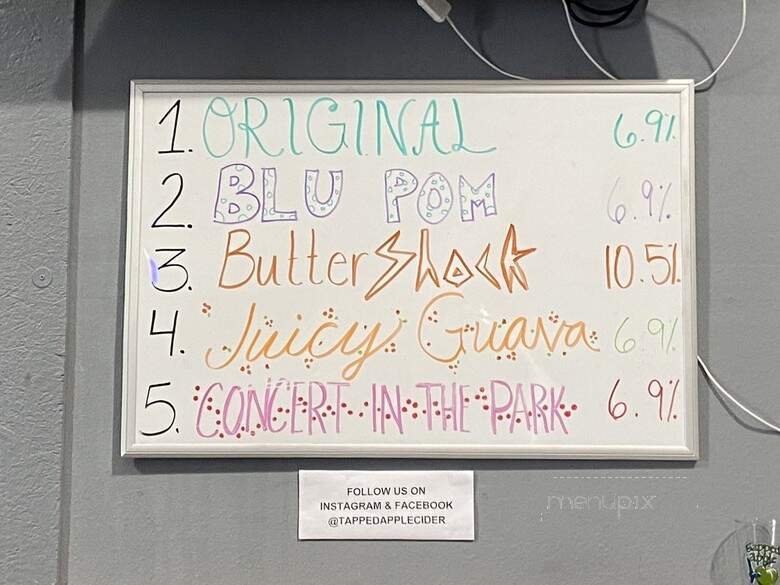 1. ORIGINAL 6.9%
2. BLU POM 6.9%
3. ButterShock 10.5%
4. Juicy Guava 6.9%
5. CONCERT IN THE PARK 6.9%
FOLLOW US ON
INSTAGRAM & FACEBOOK
@TAPPEDAPPLECIDER
menupix